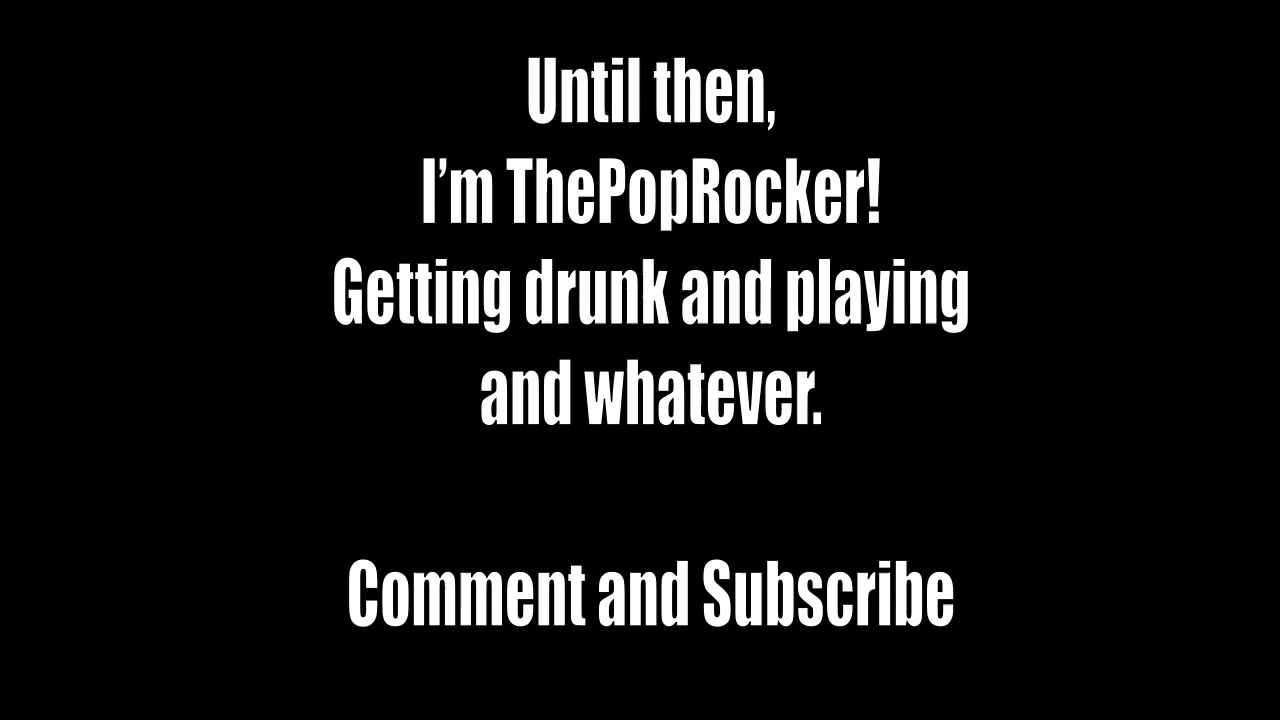 Until then,
I’m ThePopRocker!
Getting drunk and playing
and whatever.
Comment and Subscribe